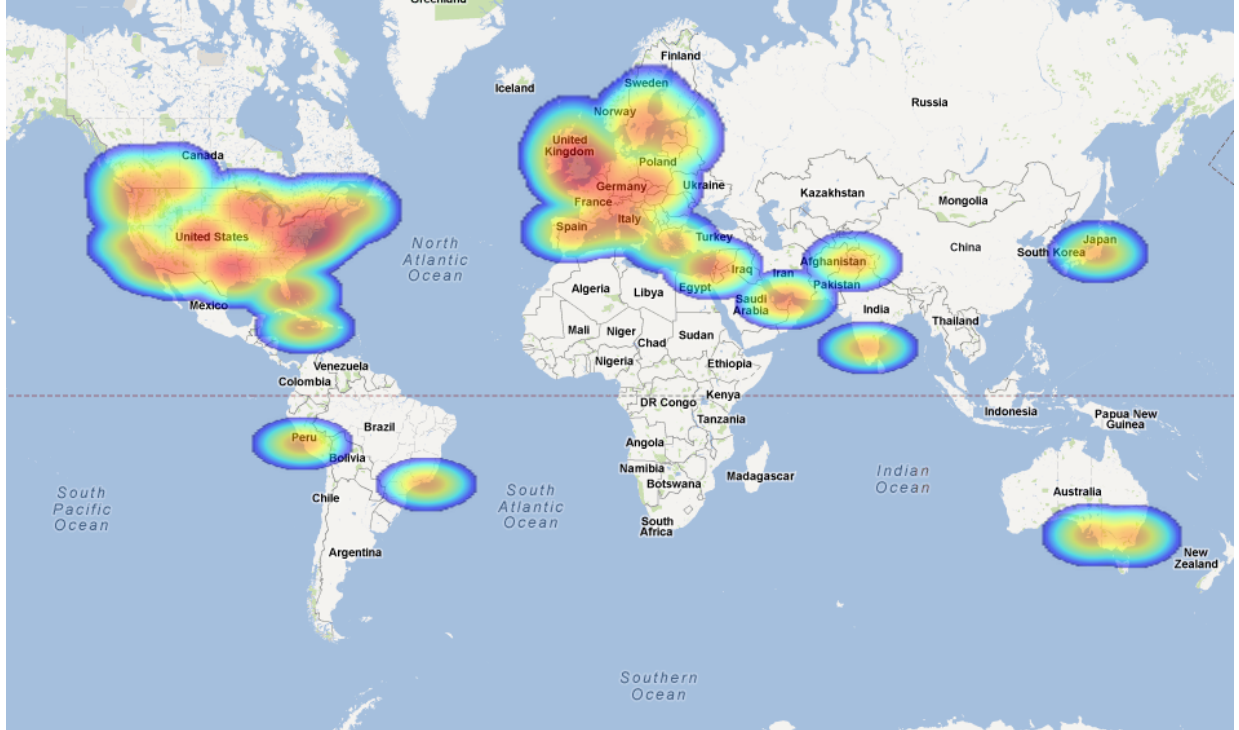 Greenland
Finland
Iceland
Sweden
Russia
Norway
United
Kingdom
Canada
Poland
Germany
Ukraine
Kazakhstan
Mongolia
France
Spain
Italy
United States
Turkey
North
Atlantic
Ocean
China
Japan
South Korea
Afghanistan
Iraq
Iran
Algeria
Libya
Egypt
Pakistan
Mexico
Saudi
Arabia
India
Mali
Niger
Chad
Sudan
Thailand
Venezuela
Nigeria
Ethiopia
Colombia
DR Congo
Kenya
Indonesia
Papua New
Guinea
Tanzania
Peru
Brazil
Angola
Bolivia
Namibia
Botswana
Madagascar
Indian
Ocean
South
Pacific
Ocean
Chile
South
Atlantic
Ocean
Australia
South
Africa
Argentina
New
Zealand
Southern
Ocean